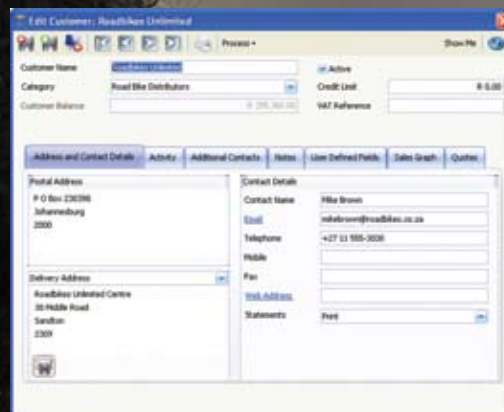 Edit Customer: Roadbikes Unlimited
Process
Show Me
Customer Name Roadbikes Unlimited Active
Category Road Bike Distributors Credit Limit R 0.00
Customer Balance VAT Reference
Address and Contact Details Activity Additional Contacts Notes User Defined Fields Sales Graph Quotes
Postal Address
P O Box 230398
Johannesburg
2000
Delivery Address
Roadbikes Unlimited Centre
Middle Road
Sandton
Contact Details
Contact Name Mike Brown
Email mikebrown@roadbikes.co.za
Telephone +27 11 555-3020
Mobile
Fax
Web Address
Statements Print